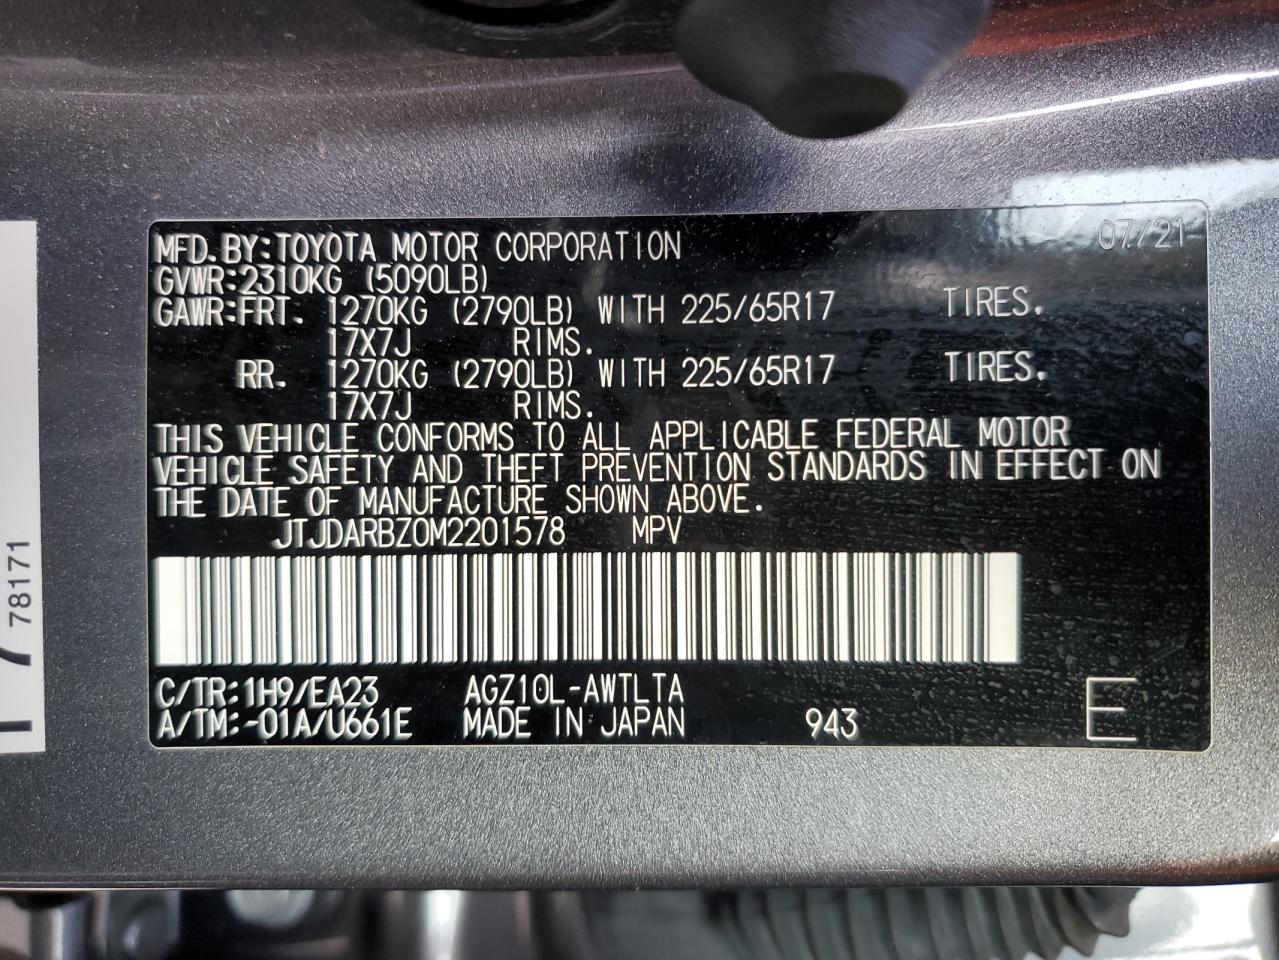 MFD. BY: TOYOTA MOTOR CORPORATION 07/21
GVWR: 2310KG (5090LB)
GAWR: FRT. 1270KG (2790LB) WITH 225/65R17 TIRES.
17X7J RIMS.
RR. 1270KG (2790LB) WITH 225/65R17 TIRES.
17X7J RIMS.
THIS VEHICLE CONFORMS TO ALL APPLICABLE FEDERAL MOTOR
VEHICLE SAFETY AND THEFT PREVENTION STANDARDS IN EFFECT ON
THE DATE OF MANUFACTURE SHOWN ABOVE.
JTJDARBZ0M2201578 MPV
C/TR: 1H9/EA23 AGZ10L-AWTLTA
A/TM: -01A/U661E MADE IN JAPAN 943 E
78171